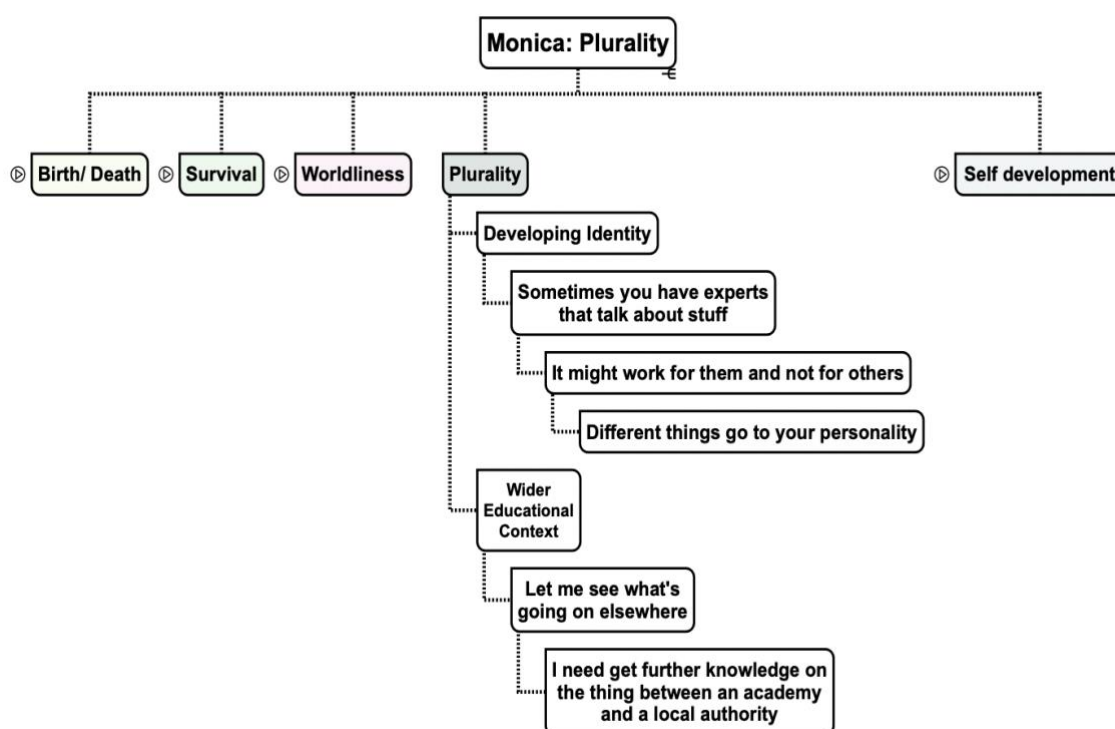 Monica: Plurality
Birth/ Death
Survival
Worldliness
Plurality
Self development
Developing Identity
Sometimes you have experts
that talk about stuff
It might work for them and not for others
Different things go to your personality
Wider
Educational
Context
Let me see what's
going on elsewhere
I need get further knowledge on
the thing between an academy
and a local authority